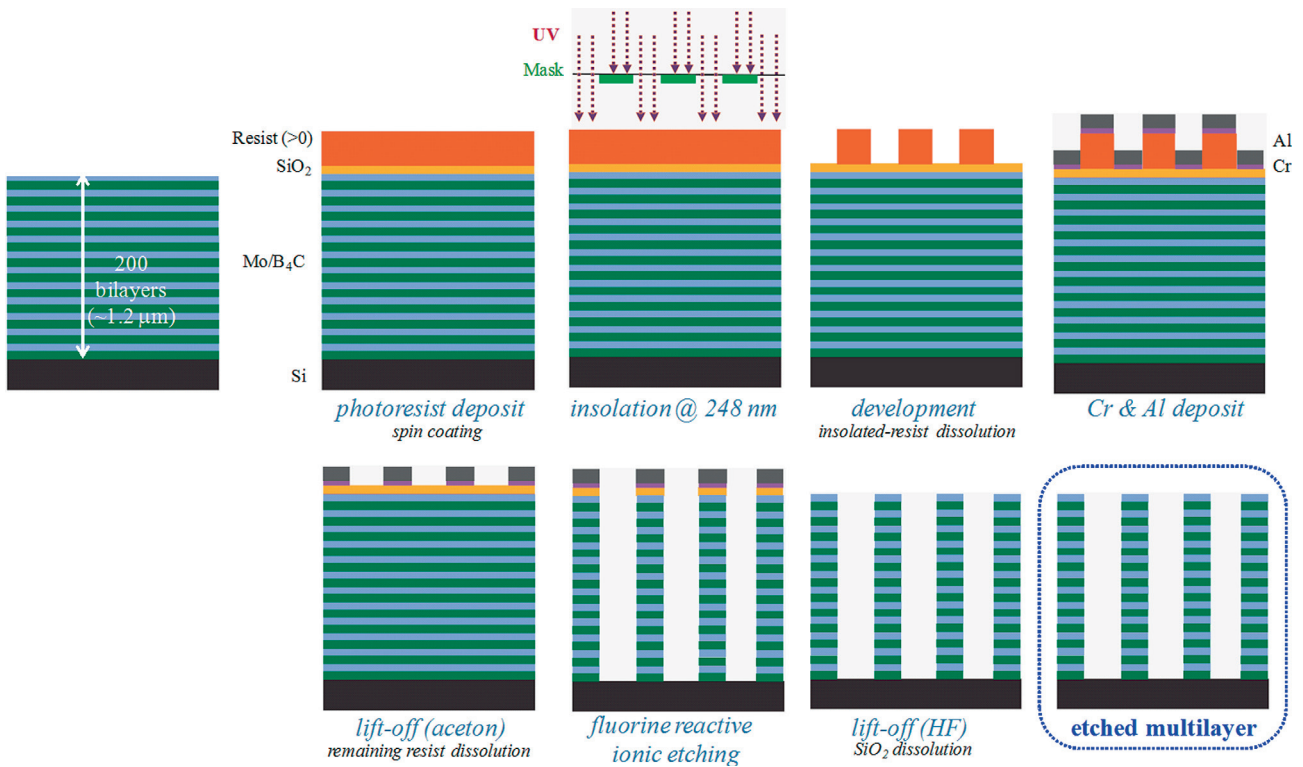 UV
Mask
Resist (>0)
SiO₂
Al
Cr
200
bilayers
(~1.2 μm)
Mo/B₄C
Si
photoresist deposit
spin coating
insolation @ 248 nm
development
insolated-resist dissolution
Cr & Al deposit
lift-off (aceton)
remaining resist dissolution
fluorine reactive
ionic etching
lift-off (HF)
SiO₂ dissolution
etched multilayer